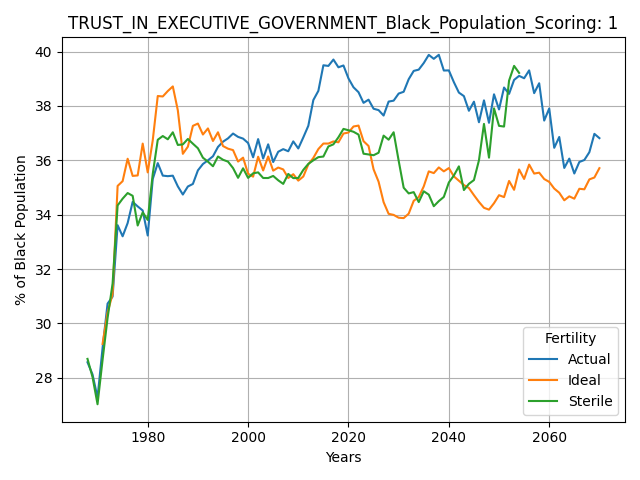 TRUST_IN_EXECUTIVE_GOVERNMENT_Black_Population_Scoring: 1
% of Black Population
40
38
36
34
32
30
28
1980
2000
2020
2040
2060
Years
Fertility
Actual
Ideal
Sterile